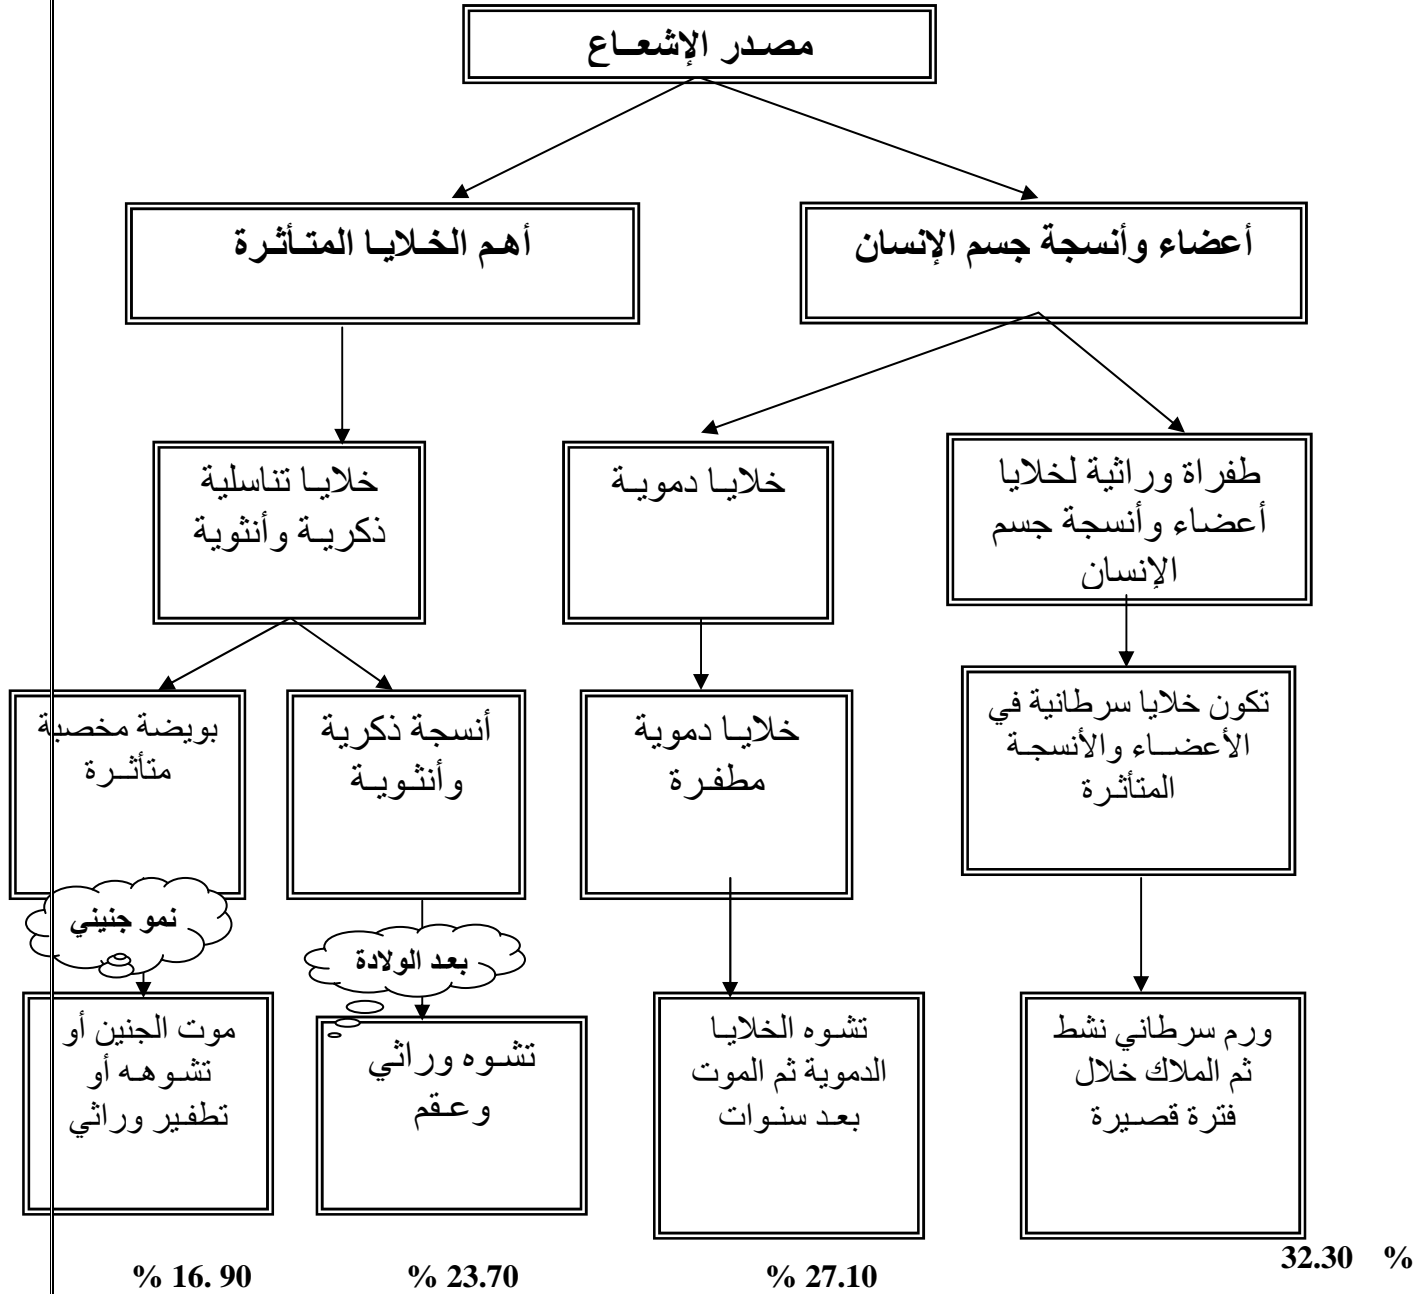 مصدر الإشعاع
أعضاء وأنسجة جسم الإنسان
أهم الخلايا المتأثرة
طفراة وراثية لخلايا
أعضاء وأنسجة جسم
الإنسان
خلايا دموية
خلايا تناسلية
ذكرية وأنثوية
تكون خلايا سرطانية في
الأعضاء والأنسجة
المتأثرة
خلايا دموية
مطفرة
أنسجة ذكرية
وأنثوية
بويضة مخصبة
متأثرة
بعد الولادة
نمو جنيني
ورم سرطاني نشط
ثم الملاك خلال
فترة قصيرة
تشوه الخلايا
الدموية ثم الموت
بعد سنوات
تشوه وراثي
وعقم
موت الجنين أو
تشوهه أو
تطفير وراثي
32.30 %
% 27.10
% 23.70
% 16. 90